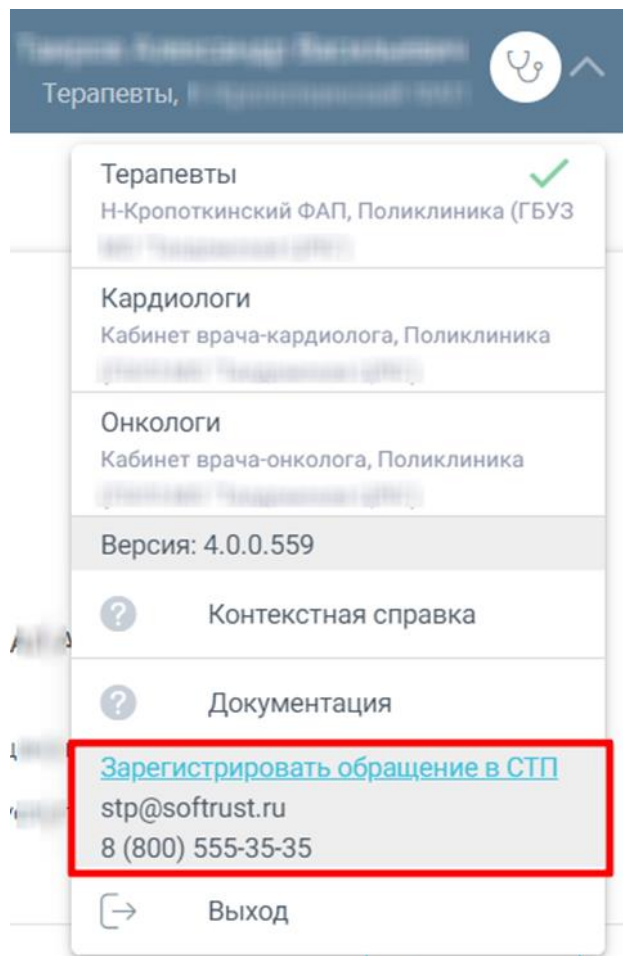 Терапевты,
Терапевты
Н-Кропоткинский ФАП, Поликлиника (ГБУЗ
Кардиологи
Кабинет врача-кардиолога, Поликлиника
Онкологи
Кабинет врача-онколога, Поликлиника
Версия: 4.0.0.559
Контекстная справка
Документация
Зарегистрировать обращение в СТП
stp@softrust.ru
8 (800) 555-35-35
Выход